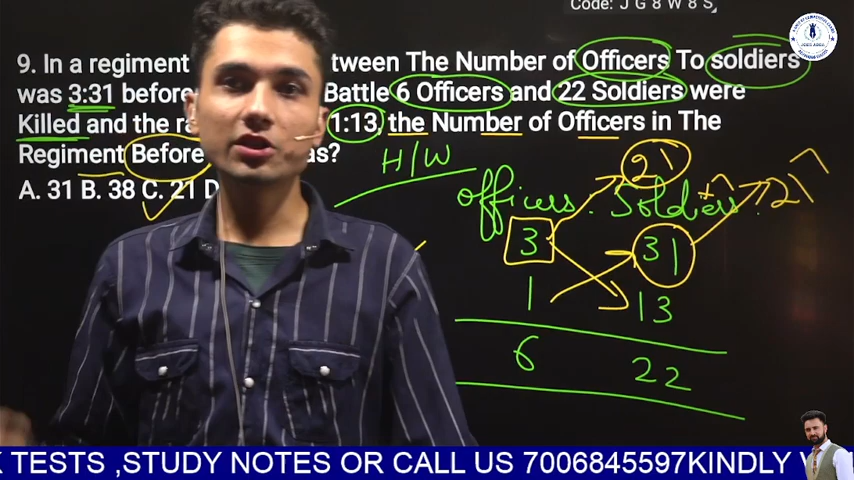 Code: J G 8 W 8 S
9. In a regiment tween The Number of Officers To soldiers
was 3:31 before Battle 6 Officers and 22 Soldiers were
Killed and the ra 1:13, the Number of Officers in The
Regiment Before as?
A. 31 B. 38 C. 21 D
H/W
officers. Soldiers.
21
3 31
1 13
6 22
K TESTS ,STUDY NOTES OR CALL US 7006845597KINDLY V